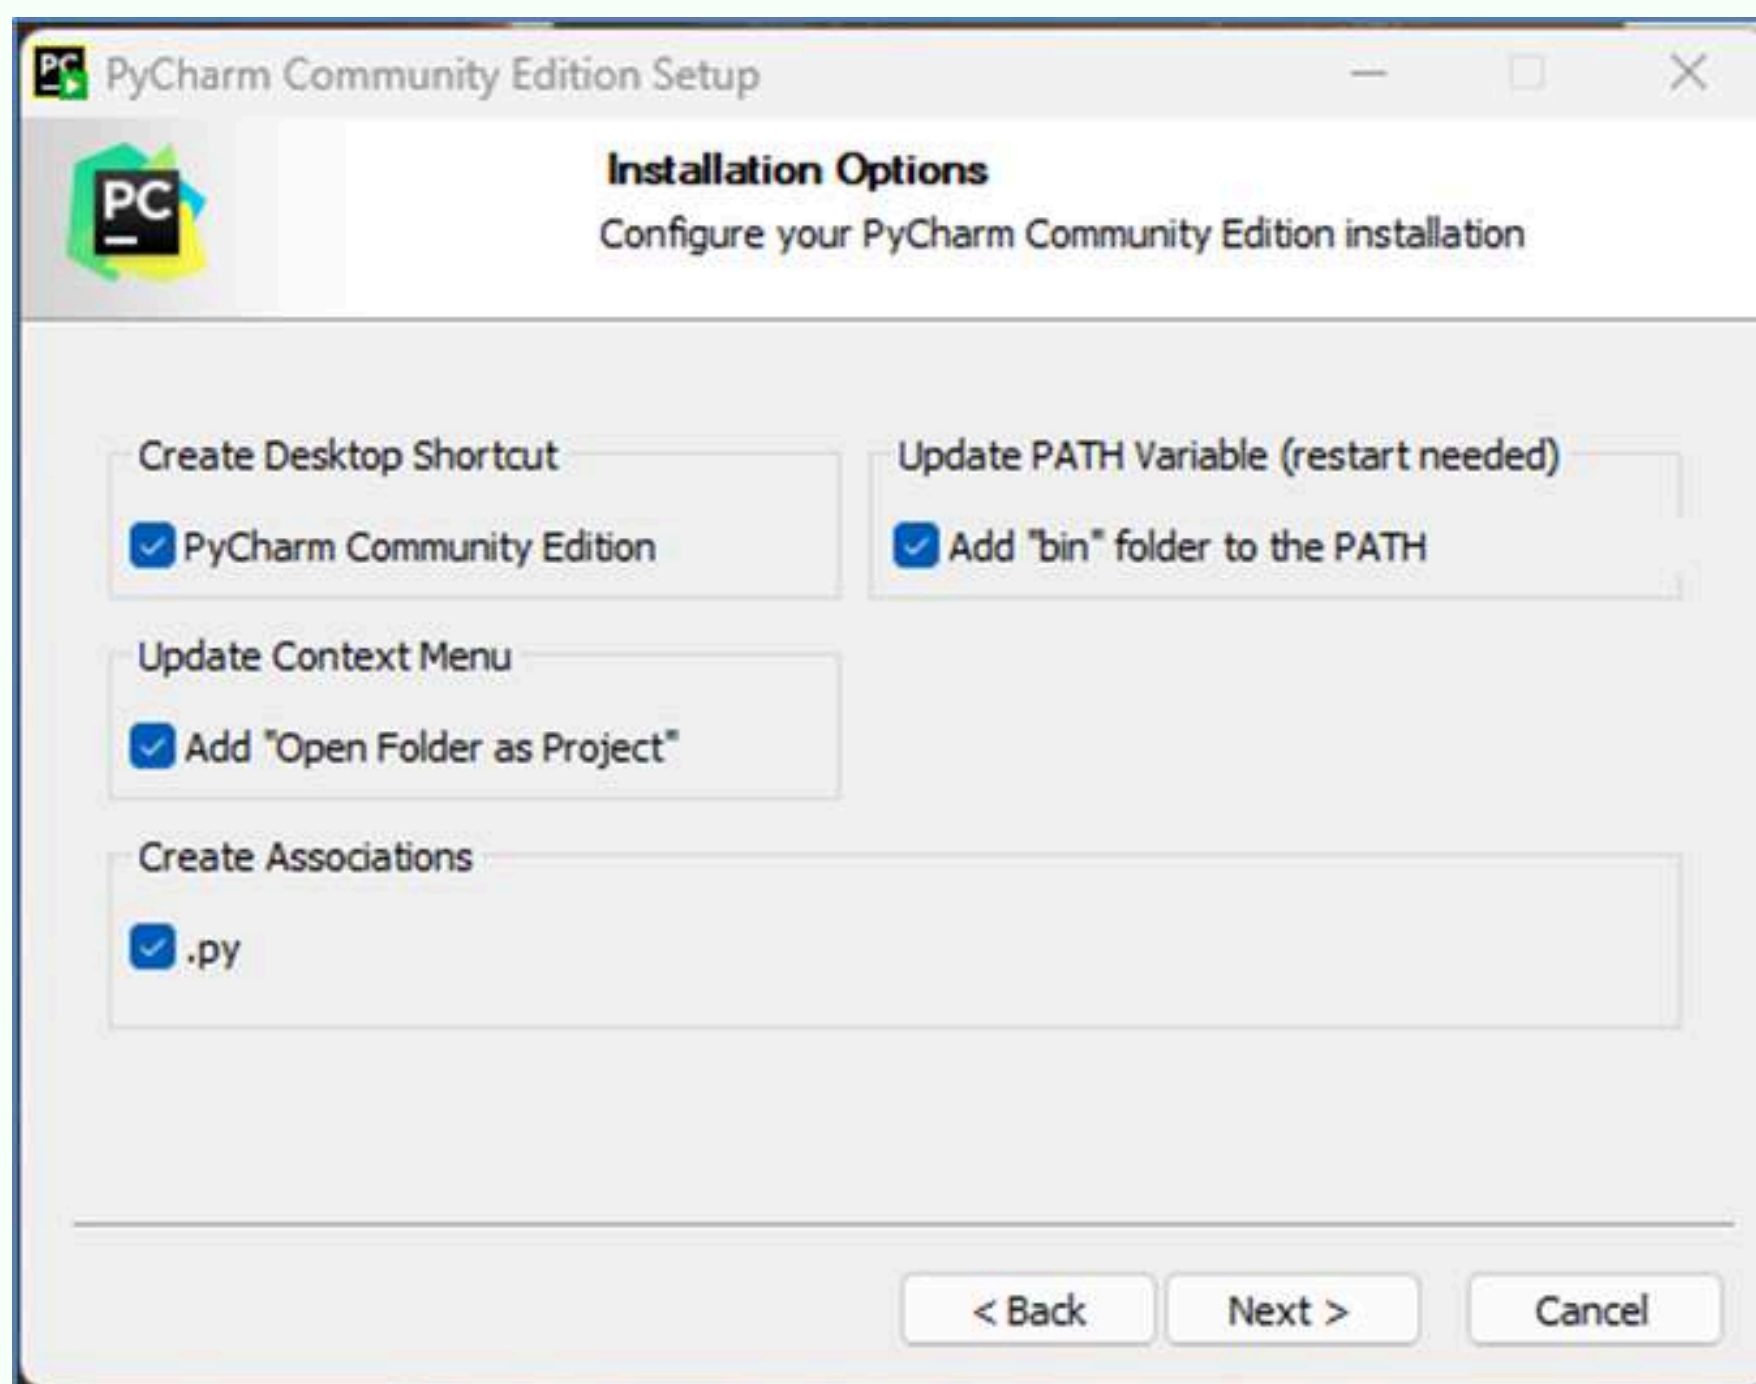 PyCharm Community Edition Setup
PC
Installation Options
Configure your PyCharm Community Edition installation
Create Desktop Shortcut
PyCharm Community Edition
Update PATH Variable (restart needed)
Add "bin" folder to the PATH
Update Context Menu
Add "Open Folder as Project"
Create Associations
.py
< Back
Next >
Cancel